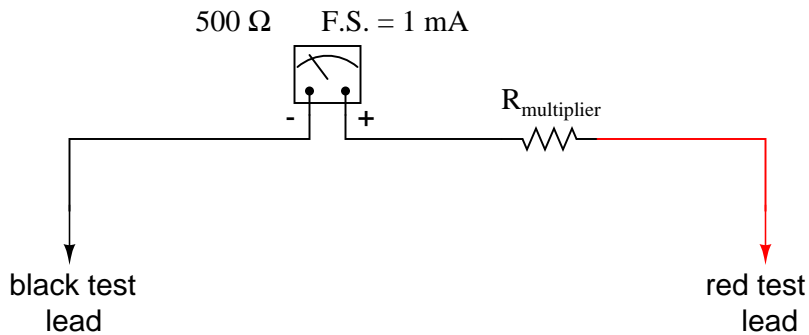 500 Ω F.S. = 1 mA
- +
Rmultiplier
black test
lead
red test
lead